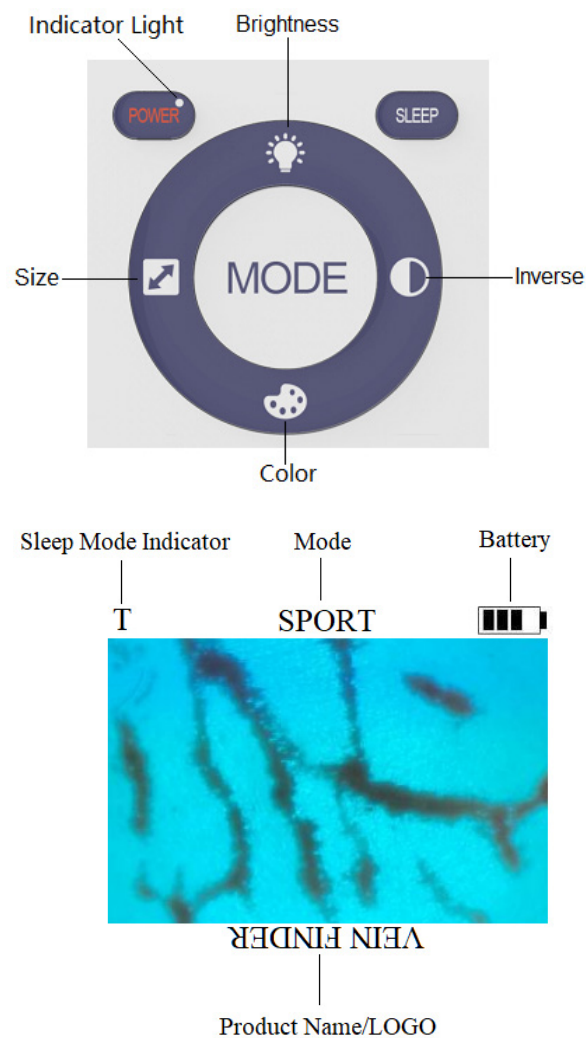 Indicator Light
Brightness
POWER
SLEEP
Size
MODE
Inverse
Color
Sleep Mode Indicator
Mode
Battery
T
SPORT
VEIN FINDER
Product Name/LOGO